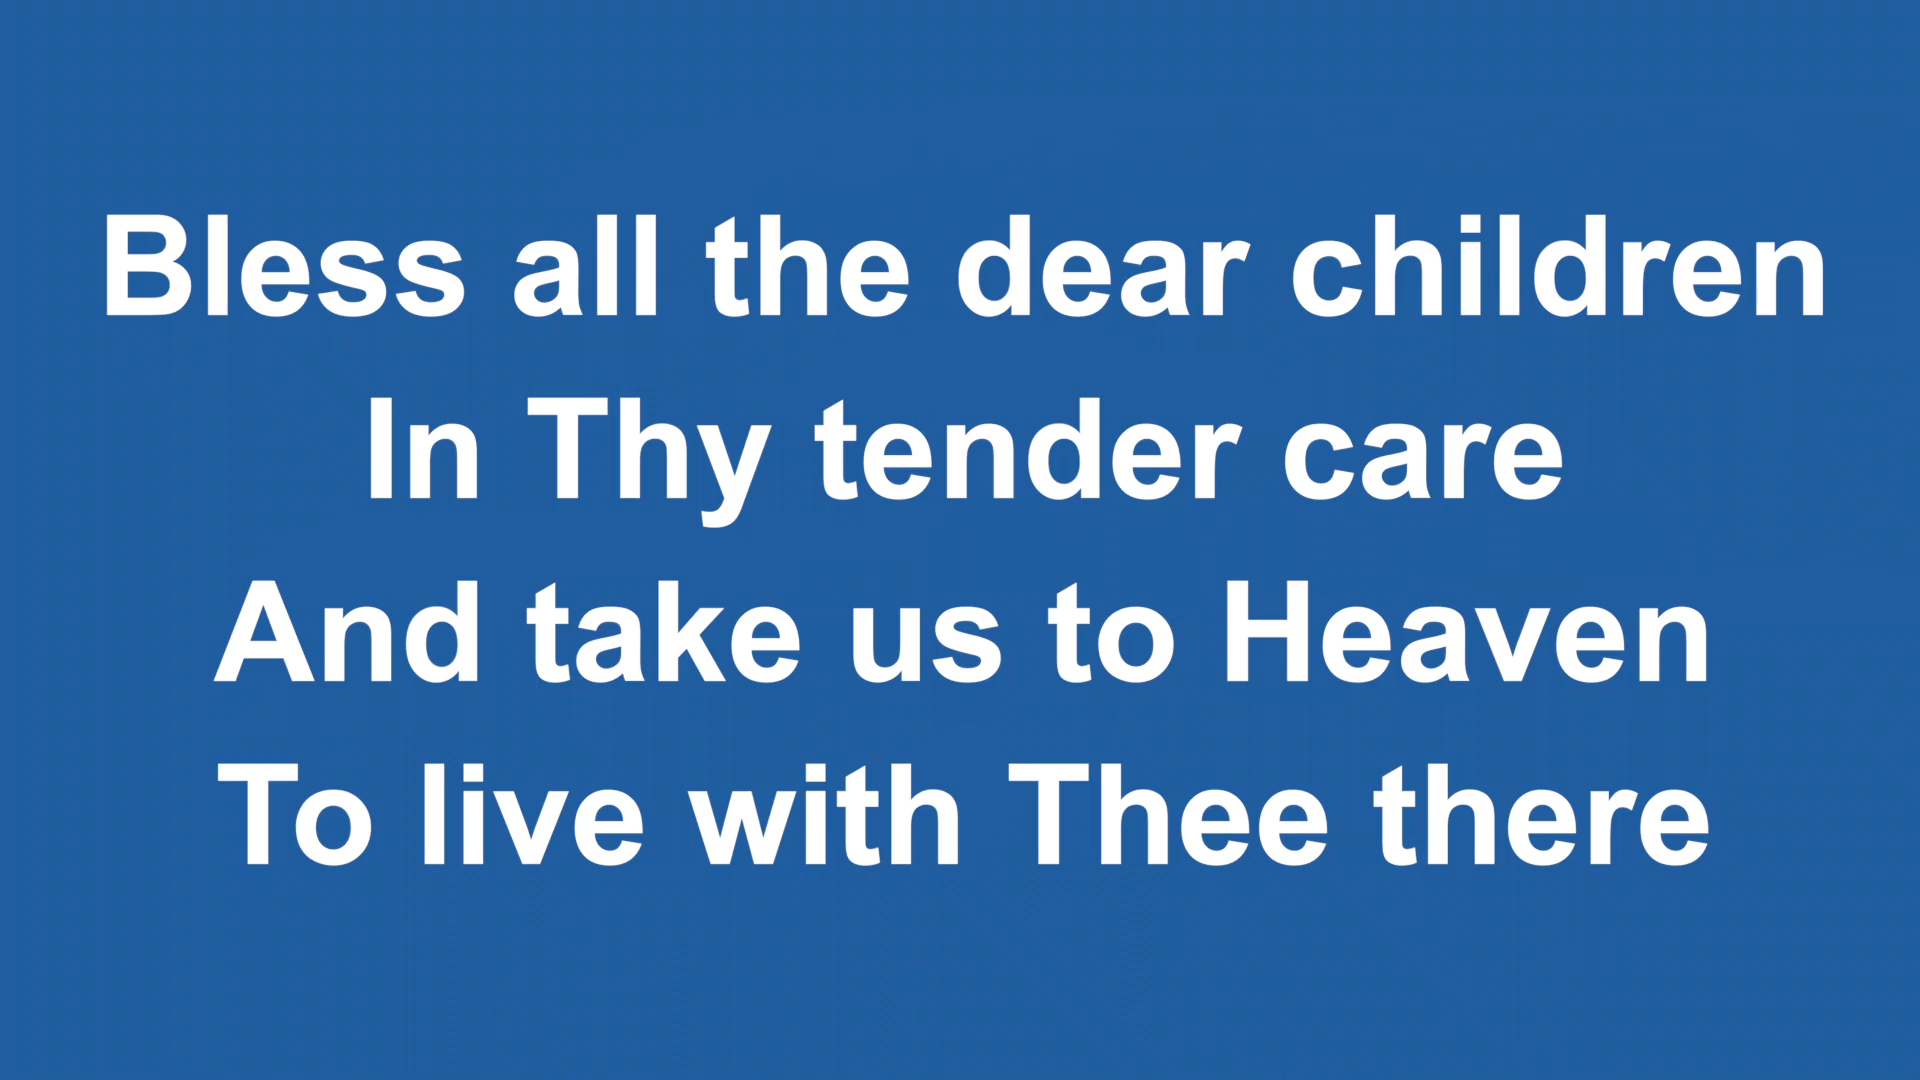 Bless all the dear children
In Thy tender care
And take us to Heaven
To live with Thee there